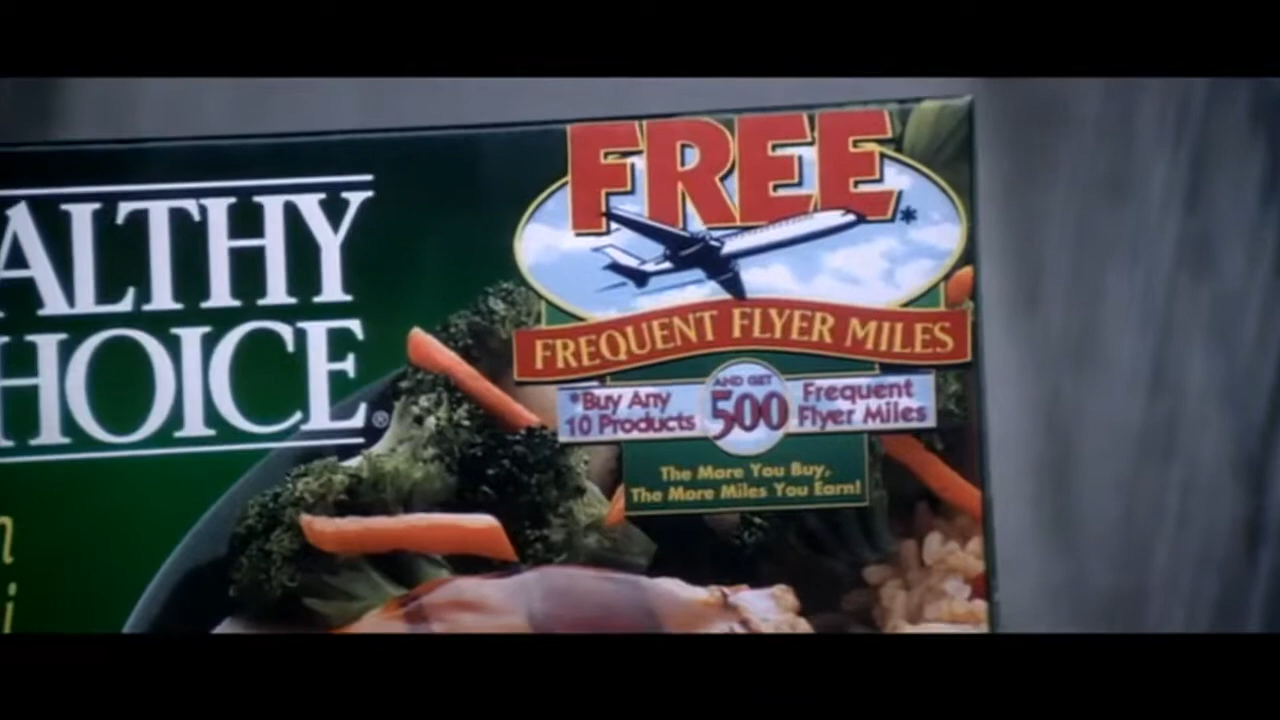 ALTHY
HOICE®
n
i
FREE*
FREQUENT FLYER MILES
*Buy Any
10 Products
AND GET
500
Frequent
Flyer Miles
The More You Buy,
The More Miles You Earn!